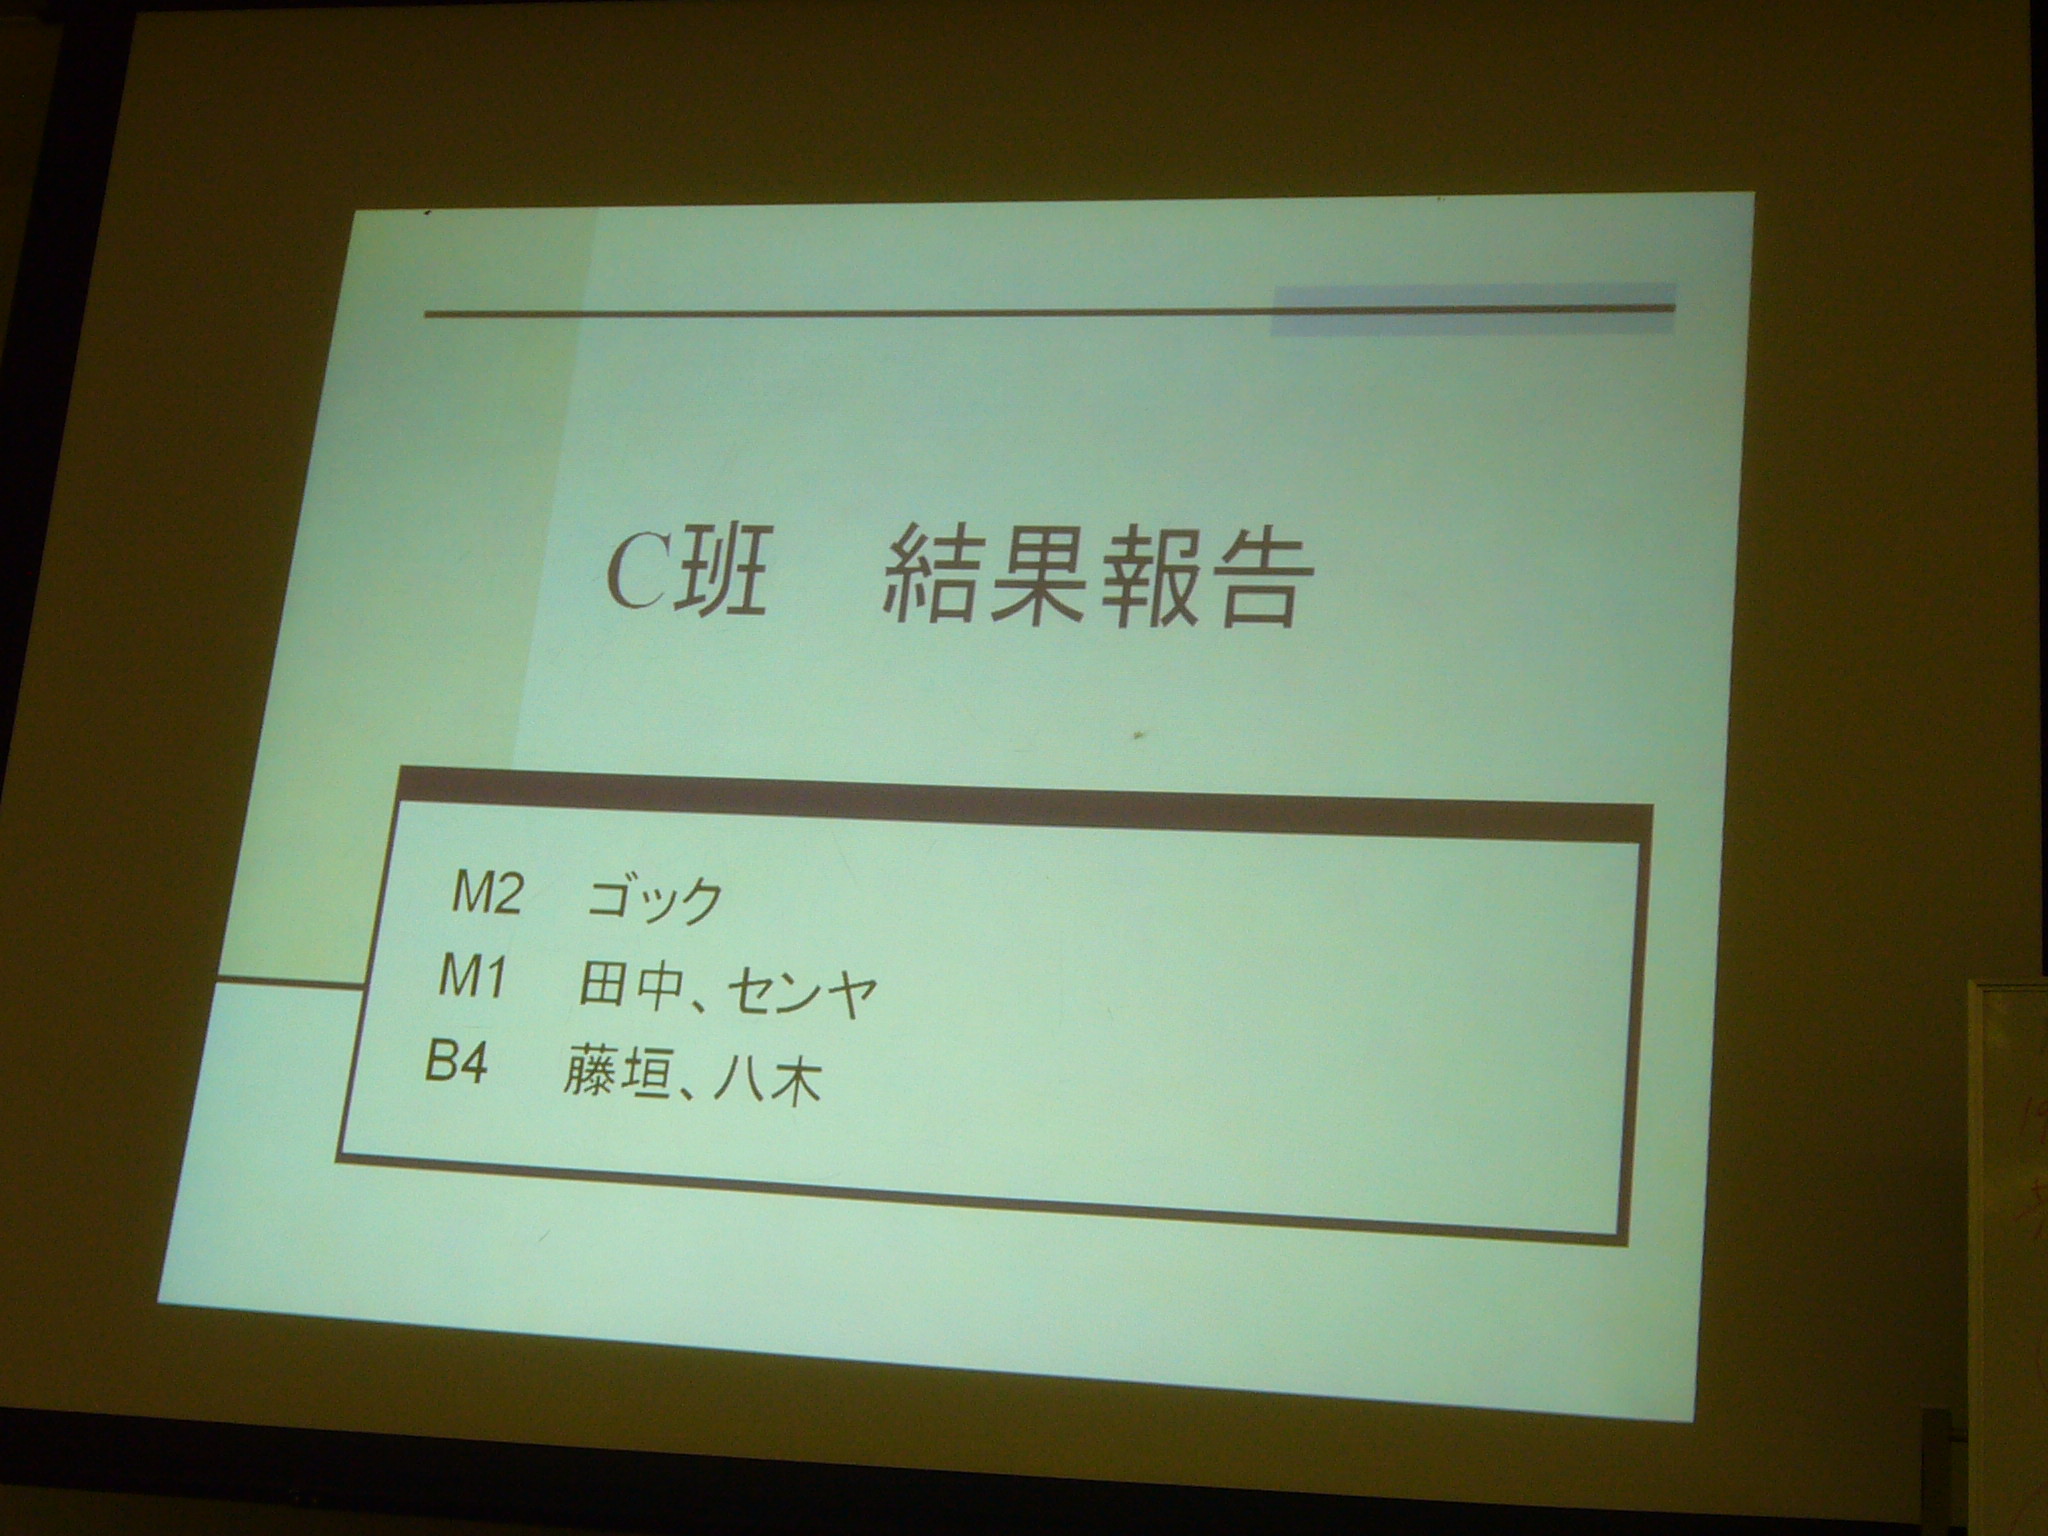 C班　結果報告
M2　ゴック
M1　田中、センヤ
B4　藤垣、八木